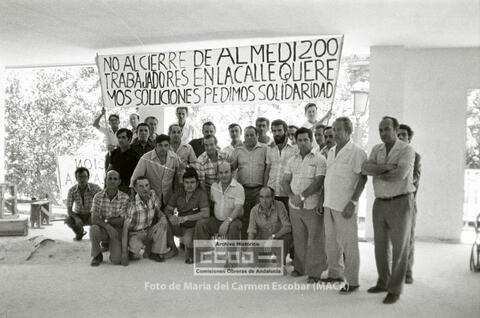 NO AL CIERRE DE ALMEDI 200
TRABAJADORES EN LA CALLE QUERE
MOS SOLUCIONES PEDIMOS SOLIDARIDAD
Archivo Histórico
CCOO
Comisiones Obreras de Andalucía
Foto de María del Carmen Escobar (MACA)